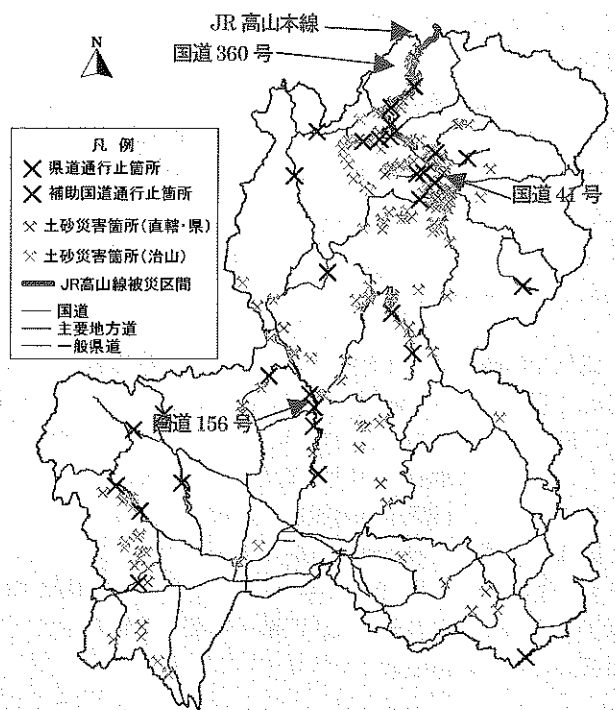 JR高山本線
国道360号
N
凡例
県道通行止箇所
補助国道通行止箇所
土砂災害箇所(直轄・県)
土砂災害箇所(治山)
JR高山線被災区間
国道
主要地方道
一般県道
国道41号
国道156号